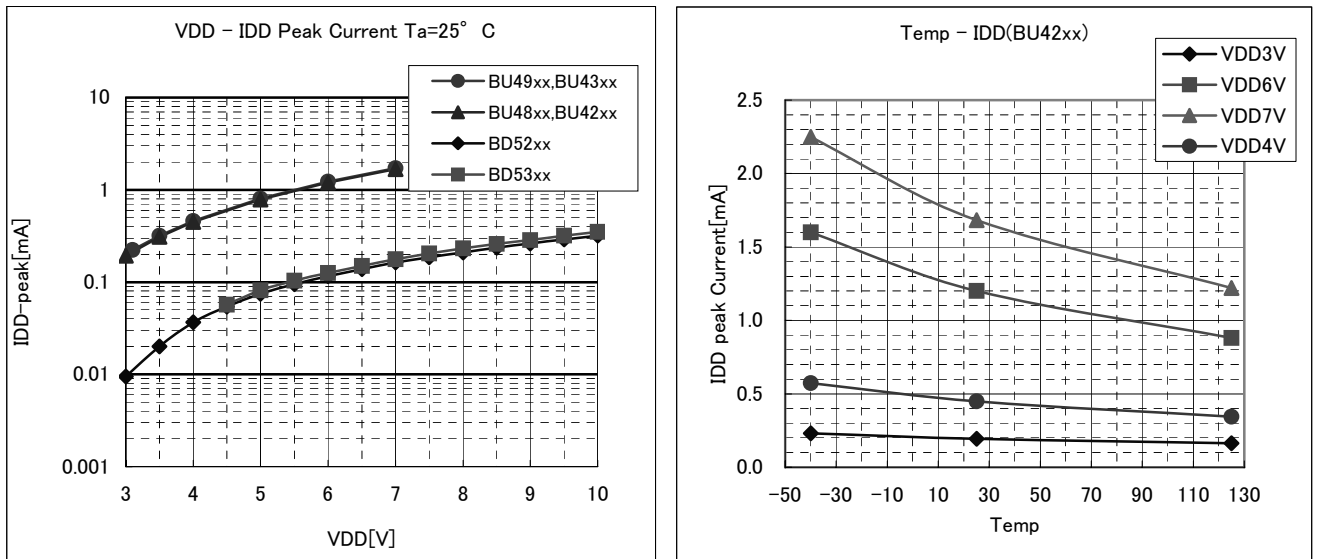 VDD - IDD Peak Current Ta=25° C
BU49xx,BU43xx
BU48xx,BU42xx
BD52xx
BD53xx
10
1
0.1
0.01
0.001
IDD-peak[mA]
3 4 5 6 7 8 9 10
VDD[V]
Temp - IDD(BU42xx)
VDD3V
VDD6V
VDD7V
VDD4V
2.5
2.0
1.5
1.0
0.5
0.0
IDD peak Current[mA]
-50 -30 -10 10 30 50 70 90 110 130
Temp